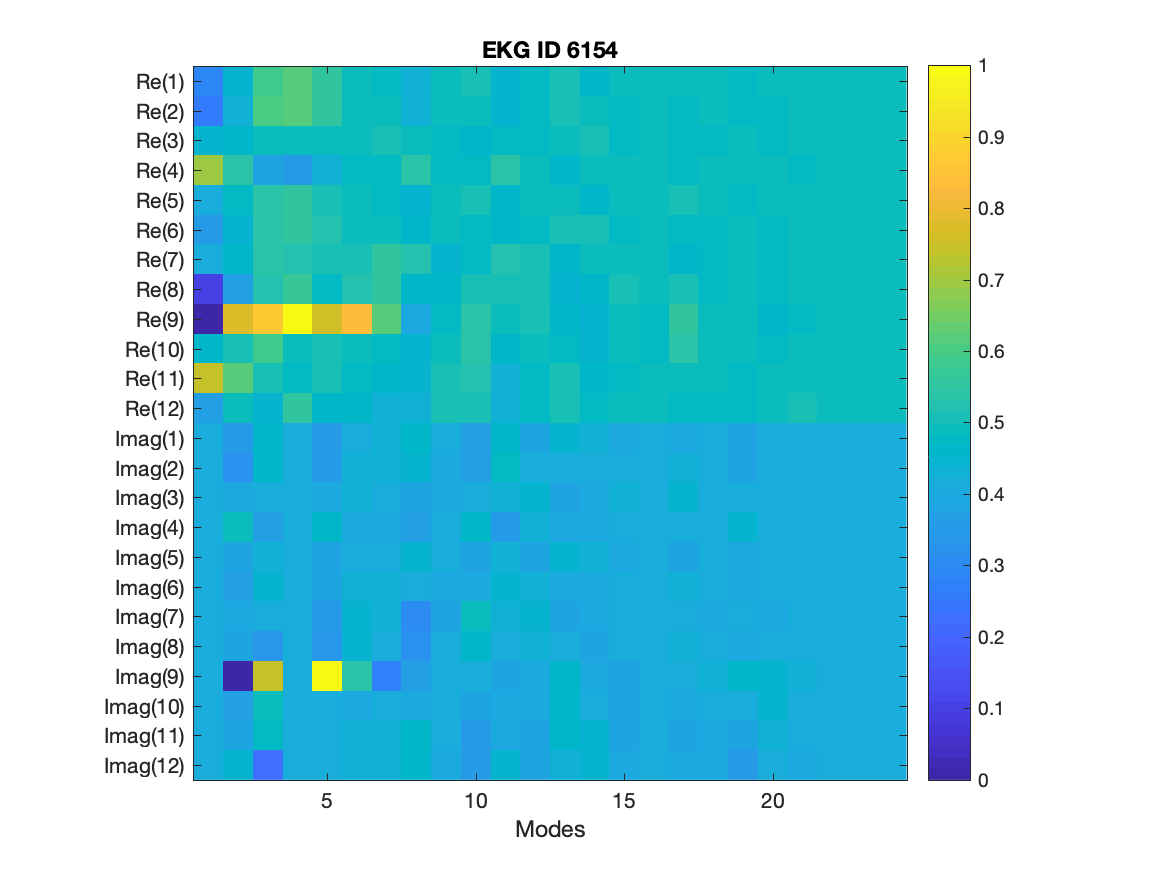 EKG ID 6154
Re(1)
Re(2)
Re(3)
Re(4)
Re(5)
Re(6)
Re(7)
Re(8)
Re(9)
Re(10)
Re(11)
Re(12)
Imag(1)
Imag(2)
Imag(3)
Imag(4)
Imag(5)
Imag(6)
Imag(7)
Imag(8)
Imag(9)
Imag(10)
Imag(11)
Imag(12)
5 10 15 20
Modes
1
0.9
0.8
0.7
0.6
0.5
0.4
0.3
0.2
0.1
0